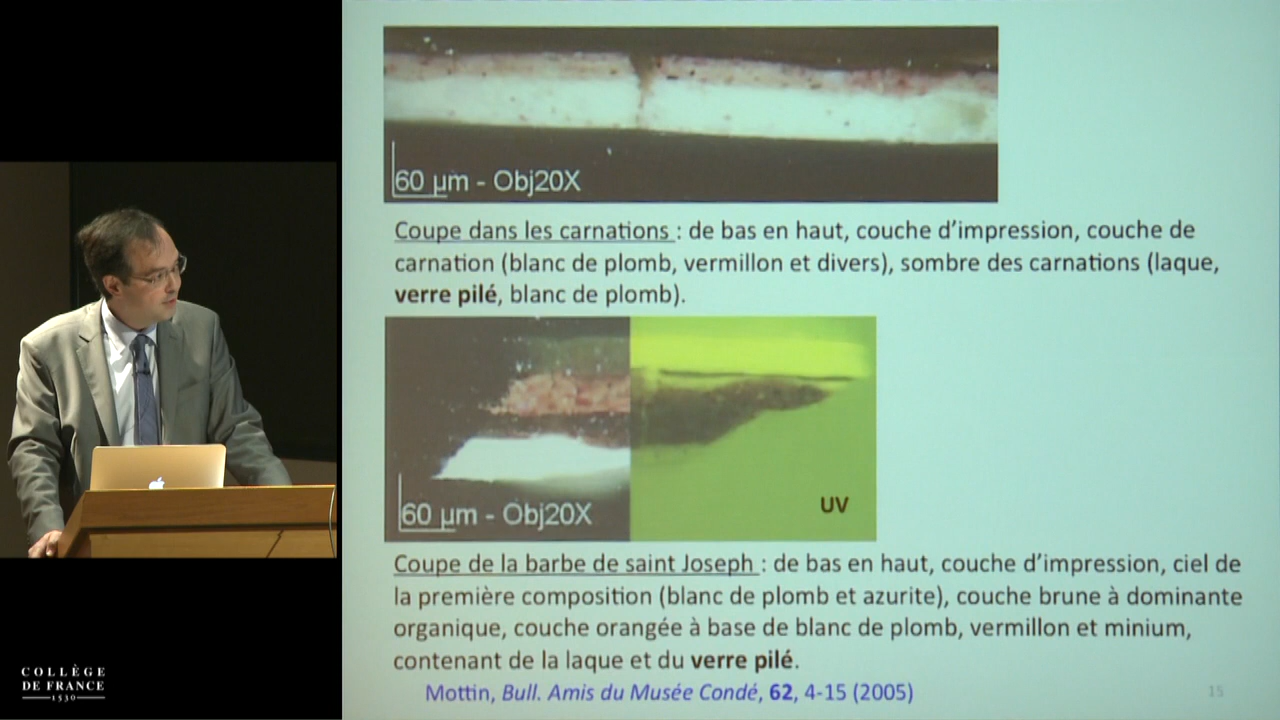 60 µm - Obj20X
Coupe dans les carnations : de bas en haut, couche d'impression, couche de
carnation (blanc de plomb, vermillon et divers), sombre des carnations (laque,
verre pilé, blanc de plomb).
60 µm - Obj20X
UV
Coupe de la barbe de saint Joseph : de bas en haut, couche d'impression, ciel de
la première composition (blanc de plomb et azurite), couche brune à dominante
organique, couche orangée à base de blanc de plomb, vermillon et minium,
contenant de la laque et du verre pilé.
Mottin, Bull. Amis du Musée Condé, 62, 4-15 (2005)
15
COLLÈGE
DE FRANCE
1530